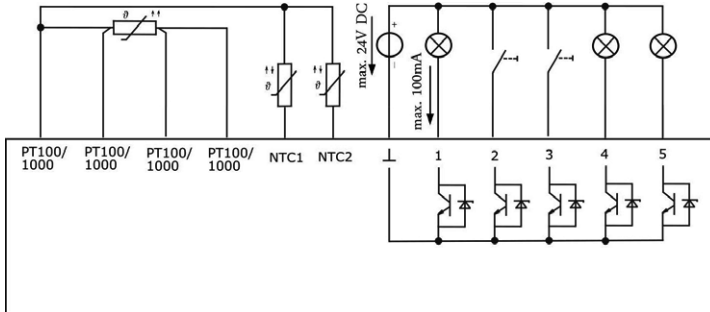 ϑ
ϑ
ϑ
+
−
max. 24V DC
max. 100mA
PT100/
1000
PT100/
1000
PT100/
1000
PT100/
1000
NTC1
NTC2
⊥
1
2
3
4
5